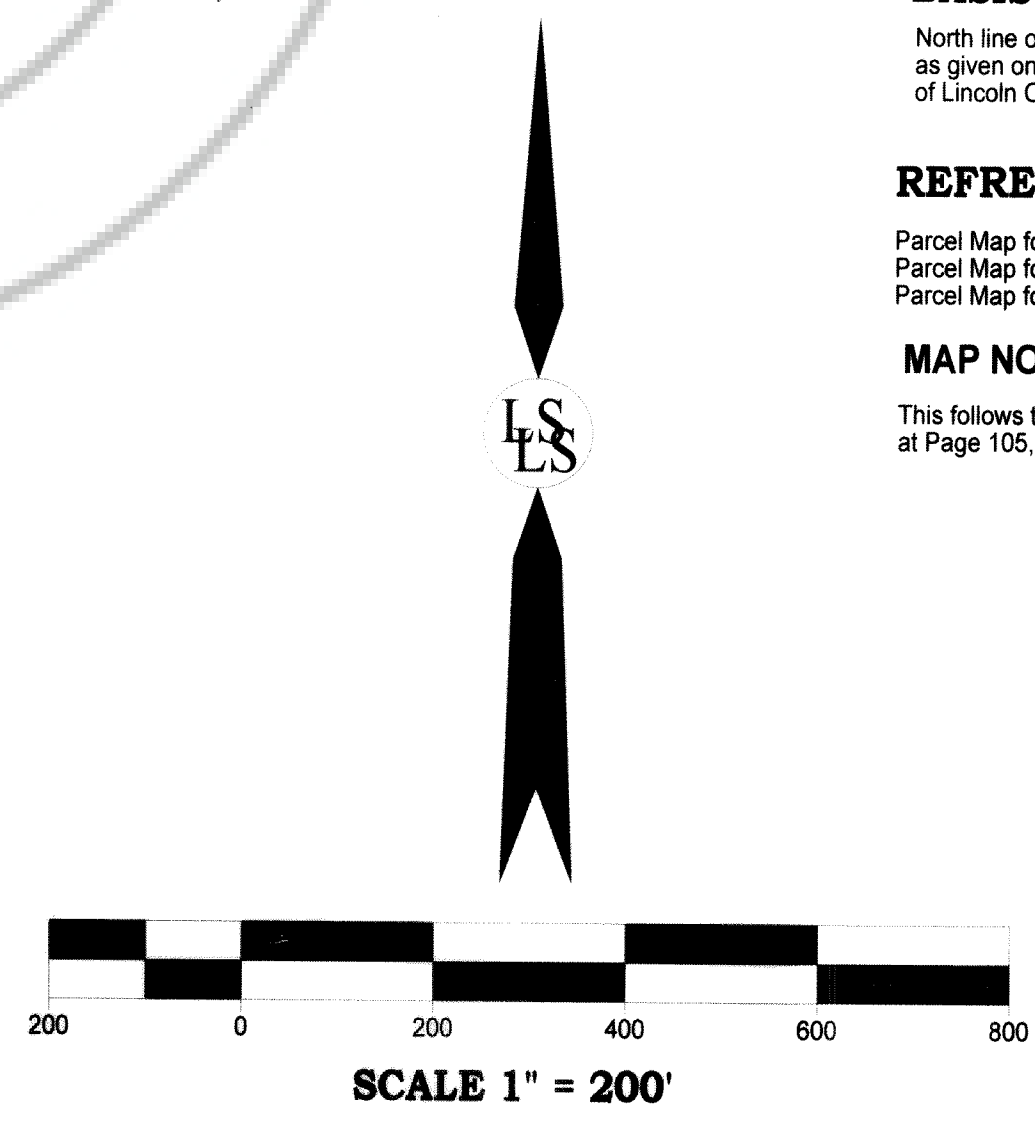 North line o
as given on
of Lincoln C
REFRE
Parcel Map fo
Parcel Map fo
Parcel Map fo
MAP NO
This follows t
at Page 105,
LS
LS
200 0 200 400 600 800
SCALE 1" = 200'